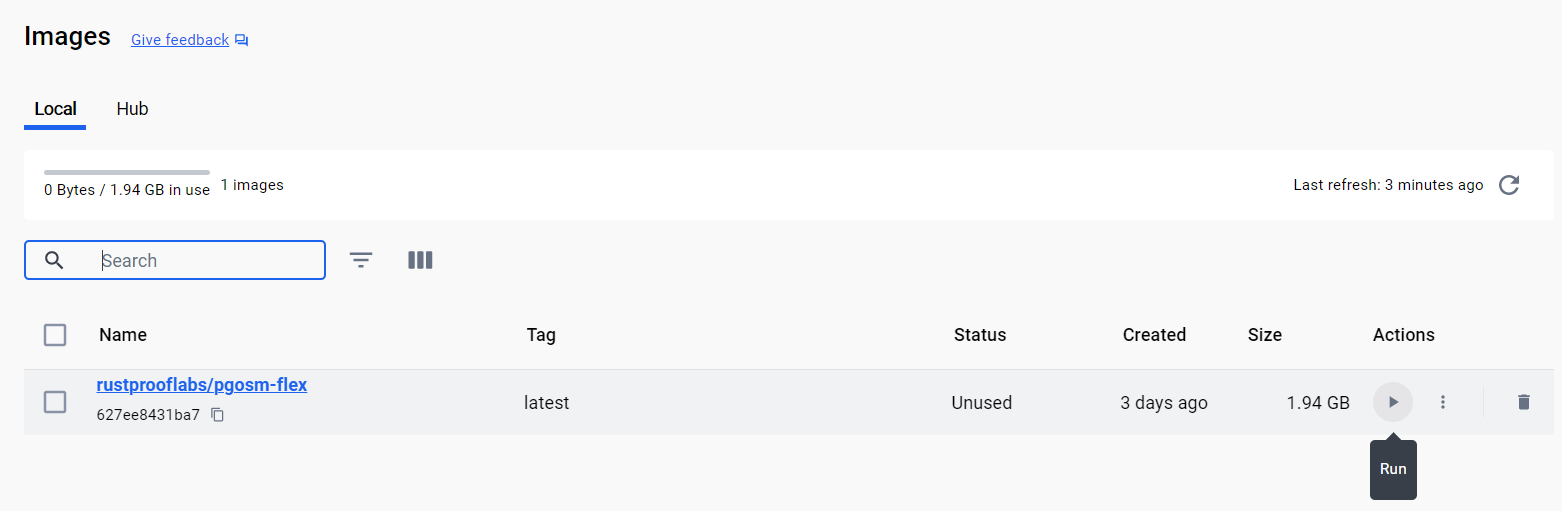 Images Give feedback
Local Hub
0 Bytes / 1.94 GB in use 1 images Last refresh: 3 minutes ago
Search
Name Tag Status Created Size Actions
rustprooflabs/pgosm-flex
627ee8431ba7 latest Unused 3 days ago 1.94 GB
Run